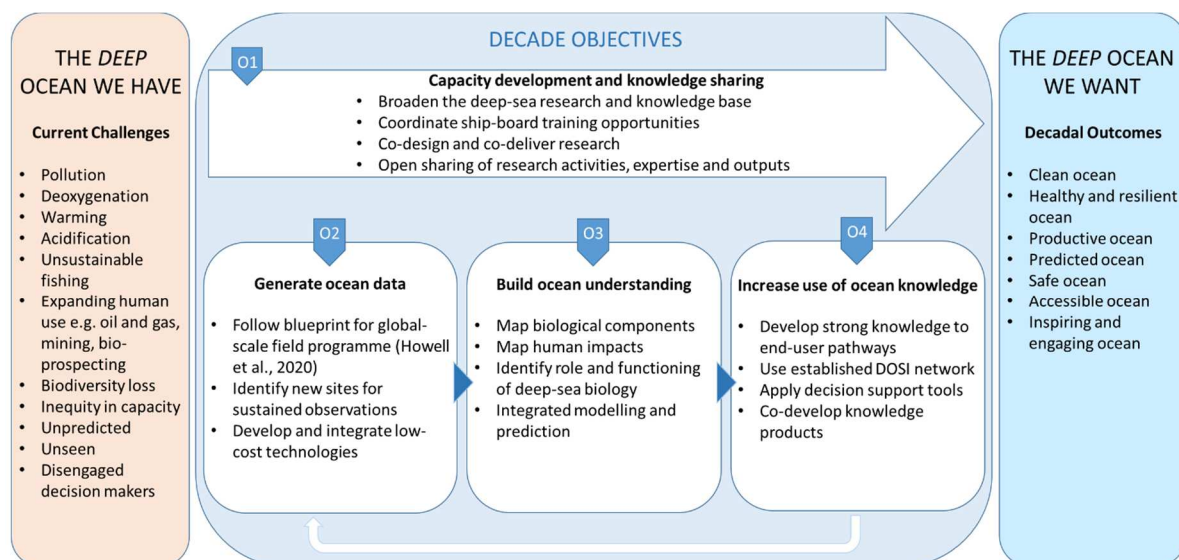 THE DEEP
OCEAN WE HAVE
Current Challenges
• Pollution
• Deoxygenation
• Warming
• Acidification
• Unsustainable
fishing
• Expanding human
use e.g. oil and gas,
mining, bio-
prospecting
• Biodiversity loss
• Inequity in capacity
• Unpredicted
• Unseen
• Disengaged
decision makers
DECADE OBJECTIVES
O1
Capacity development and knowledge sharing
• Broaden the deep-sea research and knowledge base
• Coordinate ship-board training opportunities
• Co-design and co-deliver research
• Open sharing of research activities, expertise and outputs
O2
Generate ocean data
• Follow blueprint for global-
scale field programme (Howell
et al., 2020)
• Identify new sites for
sustained observations
• Develop and integrate low-
cost technologies
O3
Build ocean understanding
• Map biological components
• Map human impacts
• Identify role and functioning
of deep-sea biology
• Integrated modelling and
prediction
O4
Increase use of ocean knowledge
• Develop strong knowledge to
end-user pathways
• Use established DOSI network
• Apply decision support tools
• Co-develop knowledge
products
THE DEEP OCEAN
WE WANT
Decadal Outcomes
• Clean ocean
• Healthy and resilient
ocean
• Productive ocean
• Predicted ocean
• Safe ocean
• Accessible ocean
• Inspiring and
engaging ocean